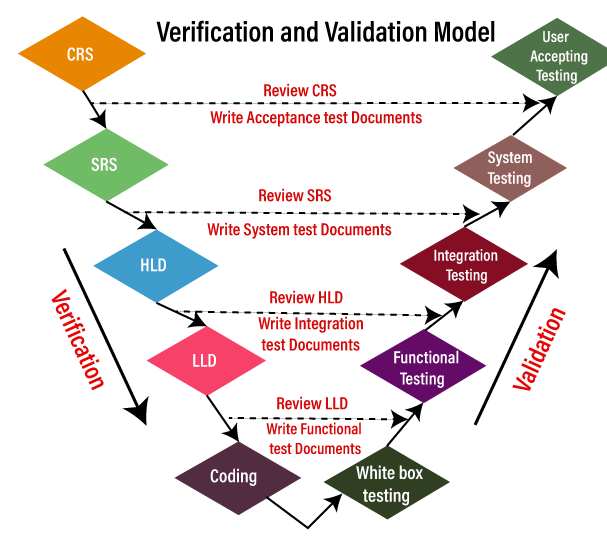 Verification and Validation Model
CRS
User
Accepting
Testing
Review CRS
Write Acceptance test Documents
SRS
System
Testing
Review SRS
Write System test Documents
HLD
Integration
Testing
Review HLD
Write Integration
test Documents
Verification
Validation
LLD
Functional
Testing
Review LLD
Write Functional
test Documents
Coding
White box
testing